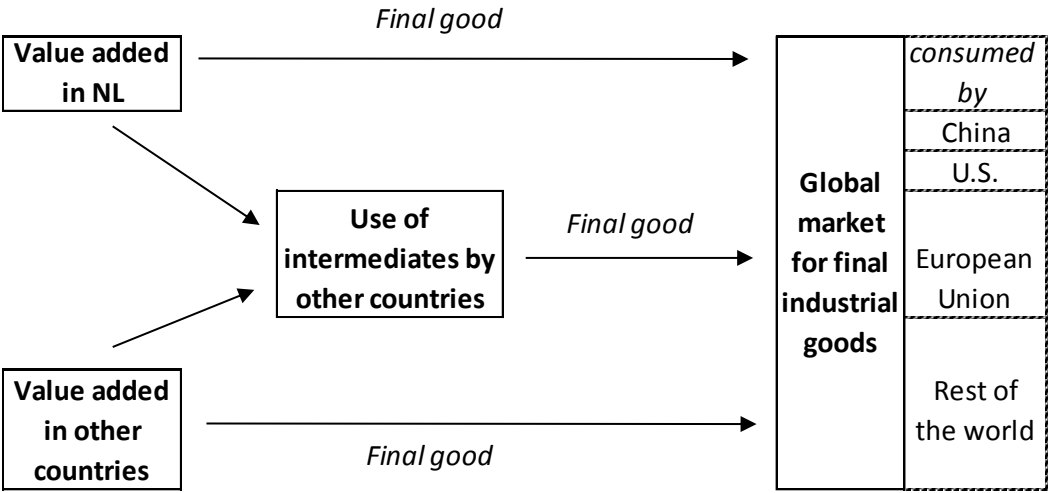 Final good
Value added
in NL
Use of
intermediates by
other countries
Final good
Value added
in other
countries
Final good
Global
market
for final
industrial
goods
consumed
by
China
U.S.
European
Union
Rest of
the world